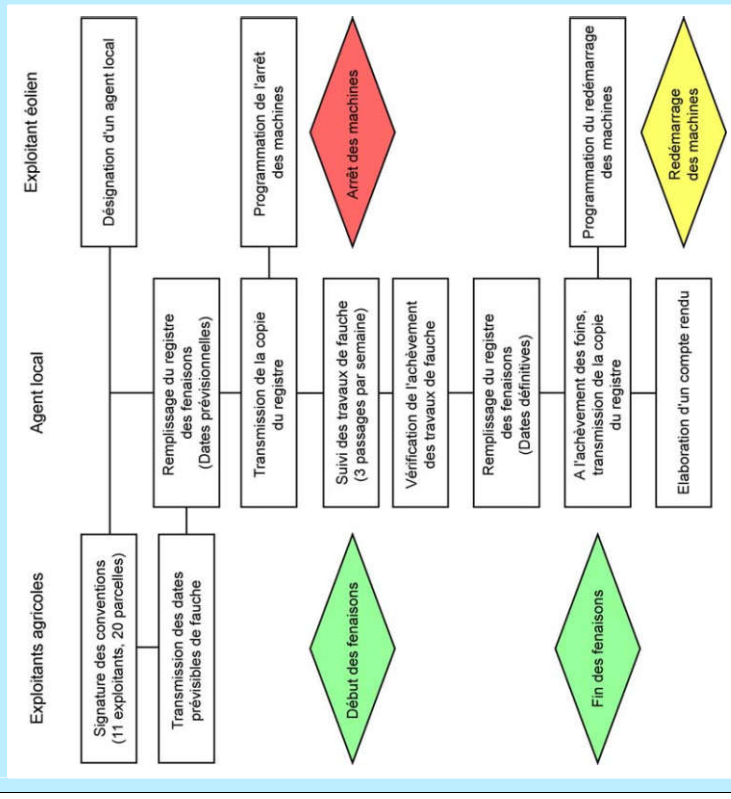 Exploitants agricoles
Agent local
Exploitant éolien
Signature des conventions
(11 exploitants, 20 parcelles)
Désignation d'un agent local
Transmission des dates
prévisibles de fauche
Remplissage du registre
des fenaisons
(Dates prévisionnelles)
Transmission de la copie
du registre
Programmation de l'arrêt
des machines
Début des fenaisons
Suivi des travaux de fauche
(3 passages par semaine)
Arrêt des machines
Vérification de l'achèvement
des travaux de fauche
Remplissage du registre
des fenaisons
(Dates définitives)
Fin des fenaisons
A l'achèvement des foins,
transmission de la copie
du registre
Programmation du redémarrage
des machines
Elaboration d'un compte rendu
Redémarrage
des machines